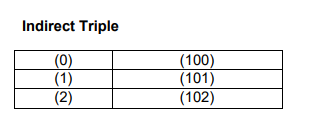 Indirect Triple
(0) (100)
(1) (101)
(2) (102)